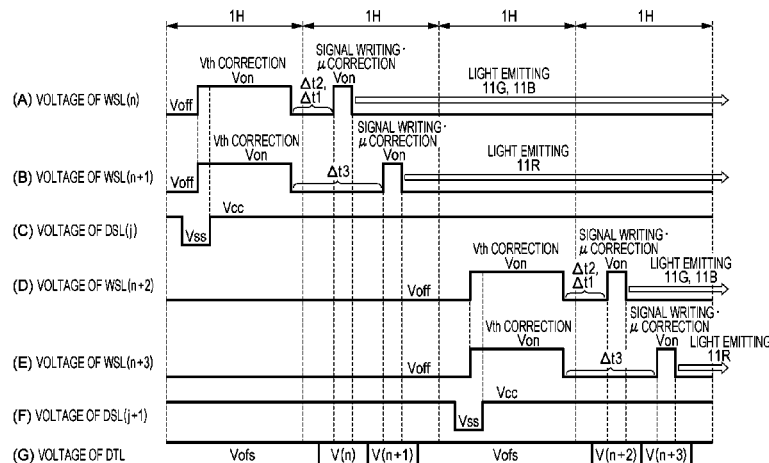 1H 1H 1H 1H
Vth CORRECTION
SIGNAL WRITING·
μ CORRECTION
Von Δt2, Δt1 Von
LIGHT EMITTING
11G, 11B
(A) VOLTAGE OF WSL(n) Voff
Vth CORRECTION
SIGNAL WRITING·
μ CORRECTION
Von Von
LIGHT EMITTING
11R
Δt3
(B) VOLTAGE OF WSL(n+1) Voff
Vcc
(C) VOLTAGE OF DSL(j) Vss
Vth CORRECTION
SIGNAL WRITING·
μ CORRECTION
Von Δt2, Δt1 Von
LIGHT EMITTING
11G, 11B
(D) VOLTAGE OF WSL(n+2) Voff
Vth CORRECTION
SIGNAL WRITING·
μ CORRECTION
Von Von
LIGHT EMITTING
11R
Δt3
(E) VOLTAGE OF WSL(n+3) Voff
Vcc
(F) VOLTAGE OF DSL(j+1) Vss
(G) VOLTAGE OF DTL Vofs V(n) V(n+1) Vofs V(n+2) V(n+3)